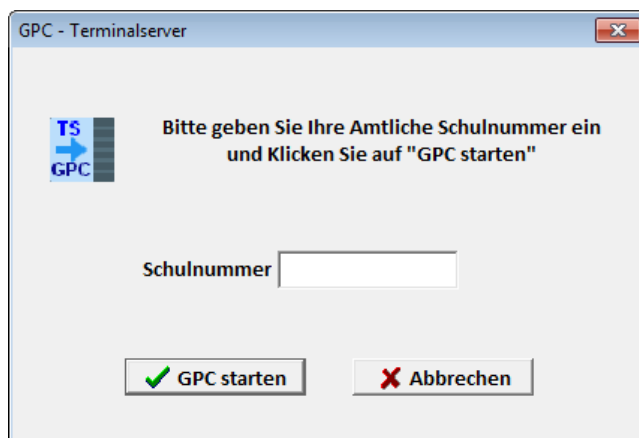 GPC - Terminalserver
TS
GPC
Bitte geben Sie Ihre Amtliche Schulnummer ein
und Klicken Sie auf "GPC starten"
Schulnummer
GPC starten
Abbrechen